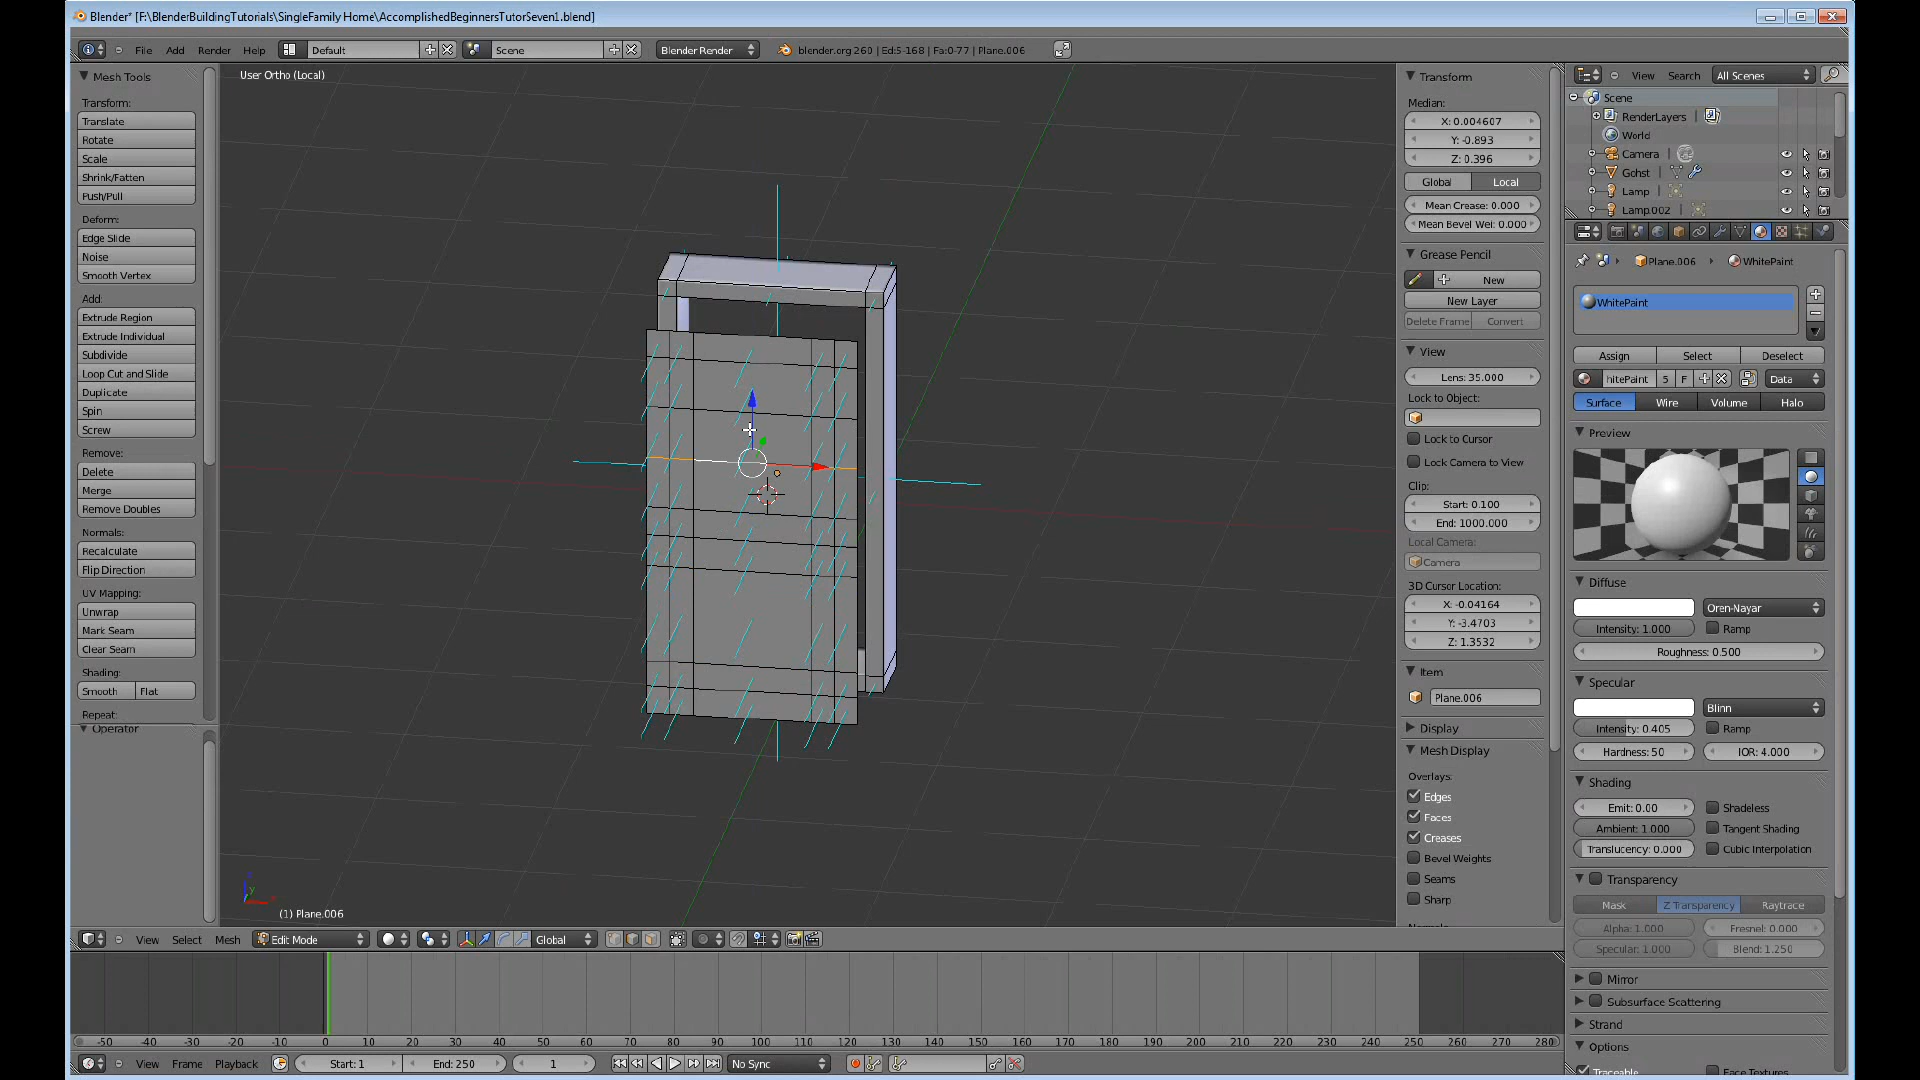 Blender* [F:\BlenderBuildingTutorials\SingleFamily Home\AccomplishedBeginnersTutorSeven1.blend]
File Add Render Help Default Scene Blender Render blender.org 260 | Ed:5-168 | Fa:0-77 | Plane.006
Mesh Tools
Transform:
Translate
Rotate
Scale
Shrink/Fatten
Push/Pull
Deform:
Edge Slide
Noise
Smooth Vertex
Add:
Extrude Region
Extrude Individual
Subdivide
Loop Cut and Slide
Duplicate
Spin
Screw
Remove:
Delete
Merge
Remove Doubles
Normals:
Recalculate
Flip Direction
UV Mapping:
Unwrap
Mark Seam
Clear Seam
Shading:
Smooth Flat
Repeat:
Operator
User Ortho (Local)
(1) Plane.006
View Select Mesh Edit Mode Global
Transform
Median:
X: 0.004607
Y: -0.893
Z: 0.396
Global Local
Mean Crease: 0.000
Mean Bevel Wei: 0.000
Grease Pencil
New
New Layer
Delete Frame Convert
View
Lens: 35.000
Lock to Object:
Lock to Cursor
Lock Camera to View
Clip:
Start: 0.100
End: 1000.000
Local Camera:
Camera
3D Cursor Location:
X: -0.04164
Y: -3.4703
Z: 1.3532
Item
Plane.006
Display
Mesh Display
Overlays:
Edges
Faces
Creases
Bevel Weights
Seams
Sharp
View Search All Scenes
Scene
RenderLayers
World
Camera
Gohst
Lamp
Lamp.002
Plane.006 WhitePaint
WhitePaint
Assign Select Deselect
hitePaint 5 F Data
Surface Wire Volume Halo
Preview
Diffuse
Oren-Nayar
Intensity: 1.000 Ramp
Roughness: 0.500
Specular
Blinn
Intensity: 0.405 Ramp
Hardness: 50 IOR: 4.000
Shading
Emit: 0.00 Shadeless
Ambient: 1.000 Tangent Shading
Translucency: 0.000 Cubic Interpolation
Transparency
Mask Z Transparency Raytrace
Alpha: 1.000 Fresnel: 0.000
Specular: 1.000 Blend: 1.250
Mirror
Subsurface Scattering
Strand
Options
Traceable Face Textures
-50 -40 -30 -20 -10 0 10 20 30 40 50 60 70 80 90 100 110 120 130 140 150 160 170 180 190 200 210 220 230 240 250 260 270 280
View Frame Playback Start: 1 End: 250 1 No Sync